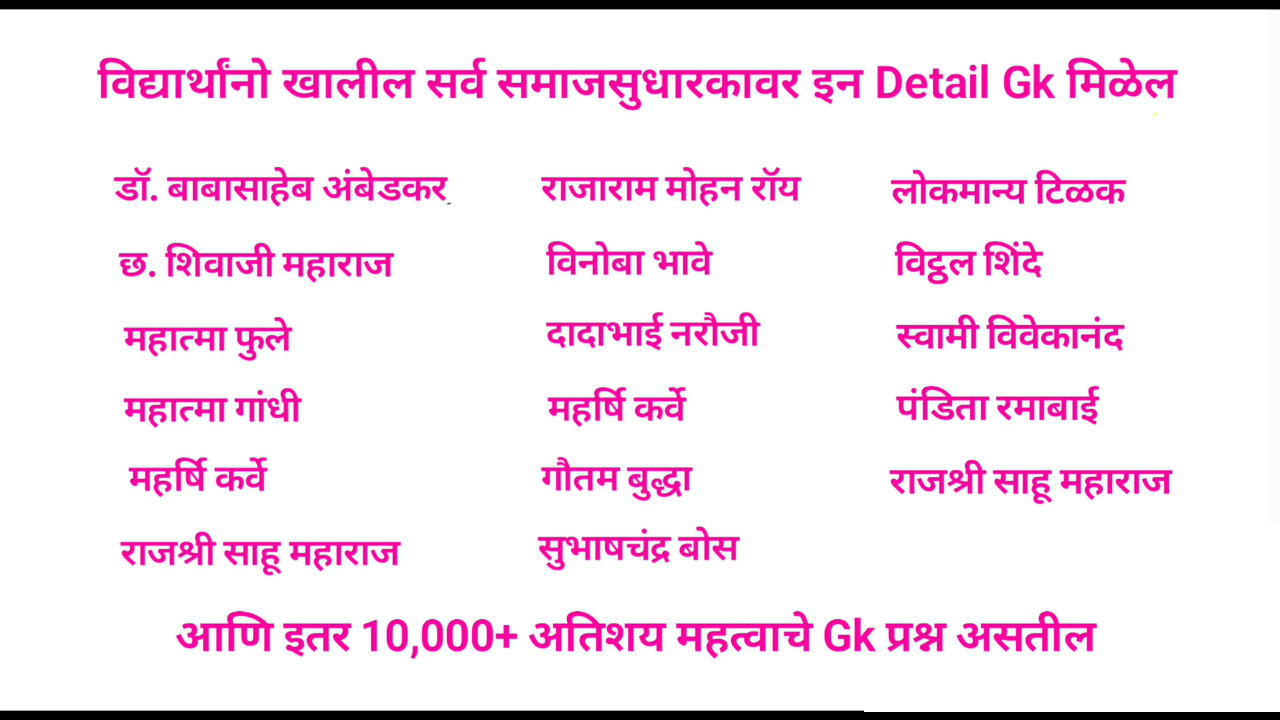 विद्यार्थांनो खालील सर्व समाजसुधारकावर इन Detail Gk मिळेल
डॉ. बाबासाहेब अंबेडकर राजाराम मोहन रॉय लोकमान्य टिळक
छ. शिवाजी महाराज विनोबा भावे विट्ठल शिंदे
महात्मा फुले दादाभाई नरौजी स्वामी विवेकानंद
महात्मा गांधी महर्षि कर्वे पंडिता रमाबाई
महर्षि कर्वे गौतम बुद्धा राजश्री साहू महाराज
राजश्री साहू महाराज सुभाषचंद्र बोस
आणि इतर 10,000+ अतिशय महत्वाचे Gk प्रश्न असतील